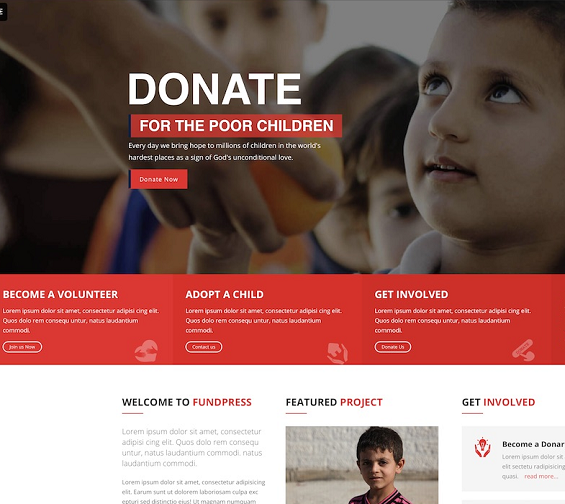 DONATE
FOR THE POOR CHILDREN
Every day we bring hope to millions of children in the world's
hardest places as a sign of God's unconditional love.
Donate Now
BECOME A VOLUNTEER
Lorem ipsum dolor sit amet, consectetur adipisi cing elit.
Quos dolo rem consequ untur, natus laudantium
commodi.
Join us Now
ADOPT A CHILD
Lorem ipsum dolor sit amet, consectetur adipisi cing elit.
Quos dolo rem consequ untur, natus laudantium
commodi.
Contact us
GET INVOLVED
Lorem ipsum dolor sit amet, consectetur adipisi cing elit.
Quos dolo rem consequ untur, natus laudantium
commodi.
Donate Us
WELCOME TO FUNDPRESS
Lorem ipsum dolor sit amet, consectetur
adipisicing elit. Quos dolorem consequ
untur, natus laudantium commodi. Lorem
ipsum dolor sit amet, natus
laudantium commodi.
Lorem ipsum dolor sit amet, consectetur adipisicing
elit. Earum sunt ut dolorem laboriosam culpa exc
epturi sed distinctio eius! Ut magnam numquam
FEATURED PROJECT
GET INVOLVED
Become a Donar
Lorem ipsum dolor
elit sectetu radipisicing
quasi. read more...